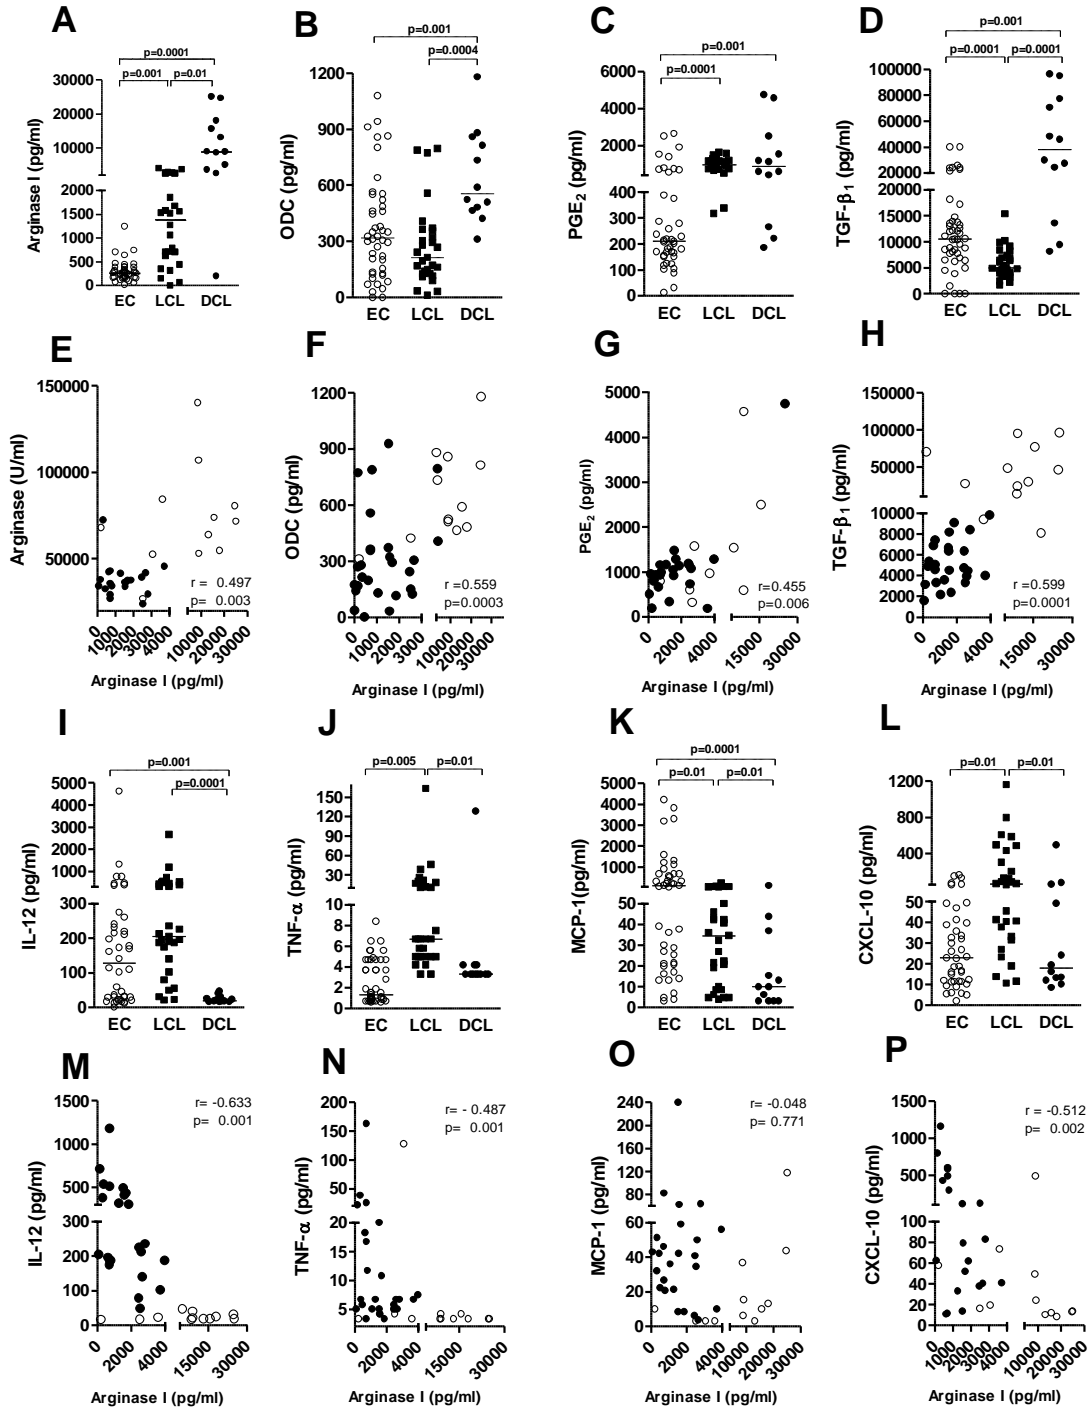 A
p=0.0001
p=0.001
p=0.01
Arginase I (pg/ml)
30000
20000
10000
2000
1500
1000
500
0
EC LCL DCL
B
p=0.001
p=0.0004
ODC (pg/ml)
1200
900
600
300
0
EC LCL DCL
C
p=0.001
p=0.0001
PGE2 (pg/ml)
6000
4000
2000
400
300
200
100
0
EC LCL DCL
D
p=0.001
p=0.0001
p=0.0001
TGF-β1 (pg/ml)
100000
80000
60000
40000
20000
20000
15000
10000
5000
0
EC LCL DCL
E
Arginase (U/ml)
150000
100000
50000
r = 0.497
p= 0.003
0 1000 2000 3000 4000 10000 20000 30000
Arginase I (pg/ml)
F
ODC (pg/ml)
1200
900
600
300
0
r =0.559
p=0.0003
0 1000 2000 3000 10000 20000 30000
Arginase I (pg/ml)
G
PGE2 (pg/ml)
5000
4000
3000
2000
1000
0
r=0.455
p=0.006
0 2000 4000 15000 30000
Arginase I (pg/ml)
H
TGF-β1 (pg/ml)
150000
100000
50000
10000
8000
6000
4000
2000
0
r =0.599
p=0.0001
0 2000 4000 15000 30000
Arginase I (pg/ml)
I
p=0.001
p=0.0001
IL-12 (pg/ml)
5000
4000
3000
2000
1000
300
200
100
0
EC LCL DCL
J
p=0.005
p=0.01
TNF-α (pg/ml)
150
120
90
60
30
10
8
6
4
2
0
EC LCL DCL
K
p=0.0001
p=0.01
p=0.01
MCP-1(pg/ml)
5000
4000
3000
2000
1000
50
40
30
20
10
0
EC LCL DCL
L
p=0.01
p=0.01
CXCL-10 (pg/ml)
1200
800
400
50
40
30
20
10
0
EC LCL DCL
M
IL-12 (pg/ml)
1500
1000
500
300
200
100
0
r= -0.633
p= 0.001
0 2000 4000 15000 30000
Arginase I (pg/ml)
N
TNF-α (pg/ml)
200
150
100
50
20
15
10
5
r= - 0.487
p= 0.001
0 2000 4000 15000 30000
Arginase I (pg/ml)
O
MCP-1 (pg/ml)
240
200
160
120
80
60
40
20
0
r= -0.048
p= 0.771
0 2000 4000 10000 20000 30000
Arginase I (pg/ml)
P
CXCL-10 (pg/ml)
1500
1000
500
100
80
60
40
20
0
r = -0.512
p= 0.002
0 1000 2000 3000 4000 10000 20000 30000
Arginase I (pg/ml)